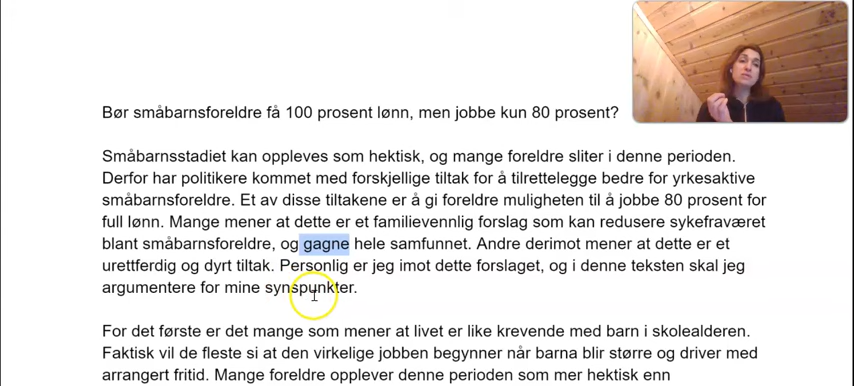 Bør småbarnsforeldre få 100 prosent lønn, men jobbe kun 80 prosent?
Småbarnsstadiet kan oppleves som hektisk, og mange foreldre sliter i denne perioden.
Derfor har politikere kommet med forskjellige tiltak for å tilrettelegge bedre for yrkesaktive
småbarnsforeldre. Et av disse tiltakene er å gi foreldre muligheten til å jobbe 80 prosent for
full lønn. Mange mener at dette er et familievennlig forslag som kan redusere sykefraværet
blant småbarnsforeldre, og gagne hele samfunnet. Andre derimot mener at dette er et
urettferdig og dyrt tiltak. Personlig er jeg imot dette forslaget, og i denne teksten skal jeg
argumentere for mine synspunkter.
For det første er det mange som mener at livet er like krevende med barn i skolealderen.
Faktisk vil de fleste si at den virkelige jobben begynner når barna blir større og driver med
arrangert fritid. Mange foreldre opplever denne perioden som mer hektisk enn